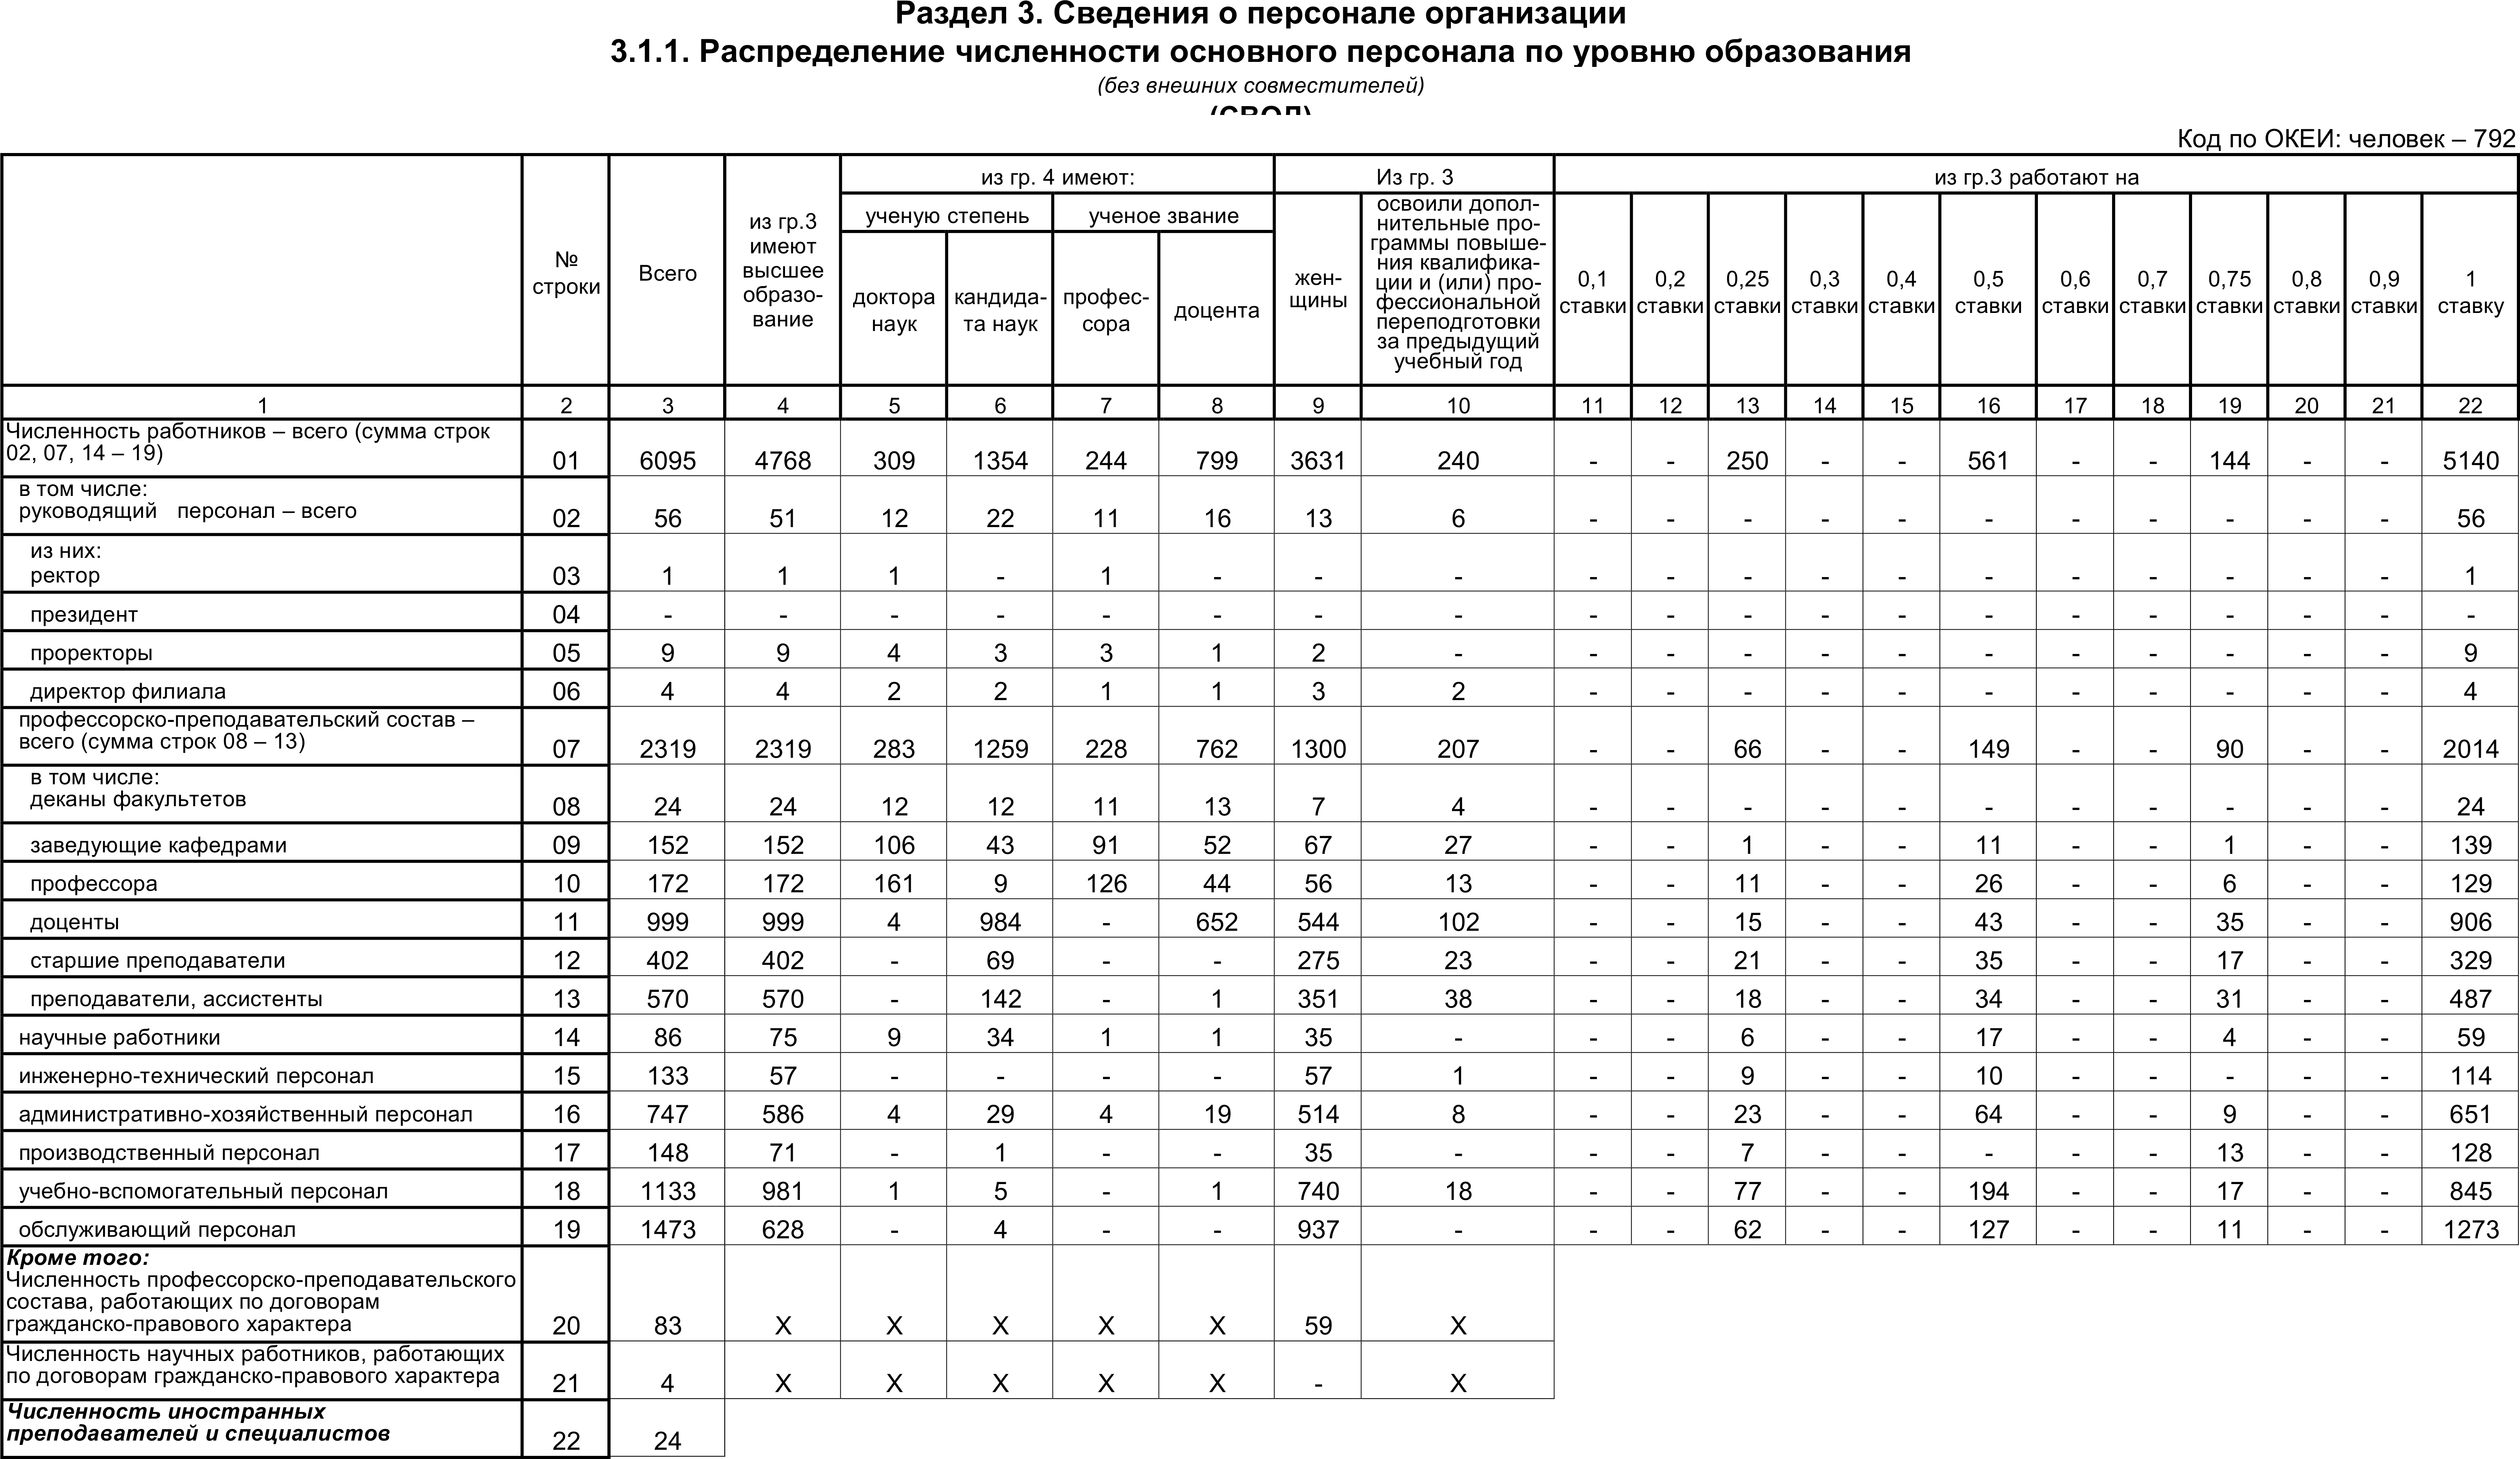 Раздел 3. Сведения о персонале организации
3.1.1. Распределение численности основного персонала по уровню образования
(без внешних совместителей)
(СВОД)
Код по ОКЕИ: человек – 792
№ строки
Всего
из гр.3 имеют высшее образо-вание
из гр. 4 имеют:
ученую степень
доктора наук
кандида-та наук
ученое звание
профес-сора
доцента
Из гр. 3
жен-щины
освоили допол-
нительные про-
граммы повыше-
ния квалифика-
ции и (или) про-
фессиональной
переподготовки
за предыдущий
учебный год
из гр.3 работают на
0,1 ставки
0,2 ставки
0,25 ставки
0,3 ставки
0,4 ставки
0,5 ставки
0,6 ставки
0,7 ставки
0,75 ставки
0,8 ставки
0,9 ставки
1 ставку
1 2 3 4 5 6 7 8 9 10 11 12 13 14 15 16 17 18 19 20 21 22
Численность работников – всего (сумма строк
02, 07, 14 – 19) 01 6095 4768 309 1354 244 799 3631 240 - - 250 - - 561 - - 144 - - 5140
в том числе:
руководящий персонал – всего 02 56 51 12 22 11 16 13 6 - - - - - - - - - - - 56
из них:
ректор 03 1 1 1 - 1 - - - - - - - - - - - - - - 1
президент 04 - - - - - - - - - - - - - - - - - - - -
проректоры 05 9 9 4 3 3 1 2 - - - - - - - - - - - - 9
директор филиала 06 4 4 2 2 1 1 3 2 - - - - - - - - - - - 4
профессорско-преподавательский состав –
всего (сумма строк 08 – 13) 07 2319 2319 283 1259 228 762 1300 207 - - 66 - - 149 - - 90 - - 2014
в том числе:
деканы факультетов 08 24 24 12 12 11 13 7 4 - - - - - - - - - - - 24
заведующие кафедрами 09 152 152 106 43 91 52 67 27 - - 1 - - 11 - - 1 - - 139
профессора 10 172 172 161 9 126 44 56 13 - - 11 - - 26 - - 6 - - 129
доценты 11 999 999 4 984 - 652 544 102 - - 15 - - 43 - - 35 - - 906
старшие преподаватели 12 402 402 - 69 - - 275 23 - - 21 - - 35 - - 17 - - 329
преподаватели, ассистенты 13 570 570 - 142 - 1 351 38 - - 18 - - 34 - - 31 - - 487
научные работники 14 86 75 9 34 1 1 35 - - - 6 - - 17 - - 4 - - 59
инженерно-технический персонал 15 133 57 - - - - 57 1 - - 9 - - 10 - - - - - 114
административно-хозяйственный персонал 16 747 586 4 29 4 19 514 8 - - 23 - - 64 - - 9 - - 651
производственный персонал 17 148 71 - 1 - - 35 - - - 7 - - - - - 13 - - 128
учебно-вспомогательный персонал 18 1133 981 1 5 - 1 740 18 - - 77 - - 194 - - 17 - - 845
обслуживающий персонал 19 1473 628 - 4 - - 937 - - - 62 - - 127 - - 11 - - 1273
Кроме того:
Численность профессорско-преподавательского
состава, работающих по договорам
гражданско-правового характера 20 83 X X X X X 59 X
Численность научных работников, работающих
по договорам гражданско-правового характера 21 4 X X X X X - X
Численность иностранных
преподавателей и специалистов 22 24